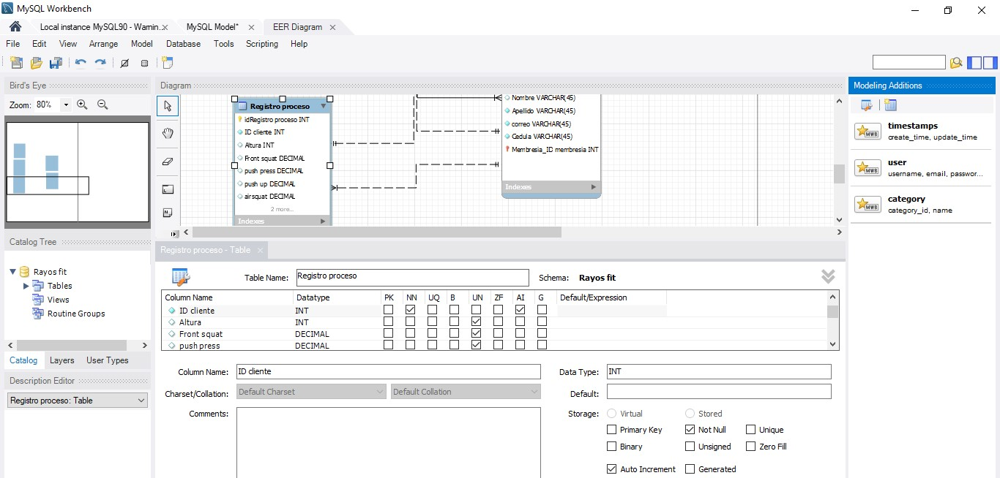 MySQL Workbench
Local instance MySQL90 - Warnin...
MySQL Model*
EER Diagram
File Edit View Arrange Model Database Tools Scripting Help
Bird's Eye
Zoom: 80%
Diagram
Registro proceso
idRegistro proceso INT
ID cliente INT
Altura INT
Front squat DECIMAL
push press DECIMAL
push up DECIMAL
airsquat DECIMAL
2 more...
Indexes
Nombre VARCHAR(45)
Apellido VARCHAR(45)
correo VARCHAR(45)
Cedula VARCHAR(45)
Membresia_ID membresia INT
Indexes
Modeling Additions
MWB
timestamps
create_time, update_time
MWB
user
username, email, passwor...
MWB
category
category_id, name
Catalog Tree
Rayos fit
Tables
Views
Routine Groups
Catalog Layers User Types
Description Editor
Registro proceso: Table
Registro proceso - Table
Table Name: Registro proceso Schema: Rayos fit
Column Name Datatype PK NN UQ B UN ZF AI G Default/Expression
ID cliente INT
Altura INT
Front squat DECIMAL
push press DECIMAL
Column Name: ID cliente
Data Type: INT
Charset/Collation: Default Charset Default Collation
Default:
Comments:
Storage: Virtual Stored
Primary Key Not Null Unique
Binary Unsigned Zero Fill
Auto Increment Generated